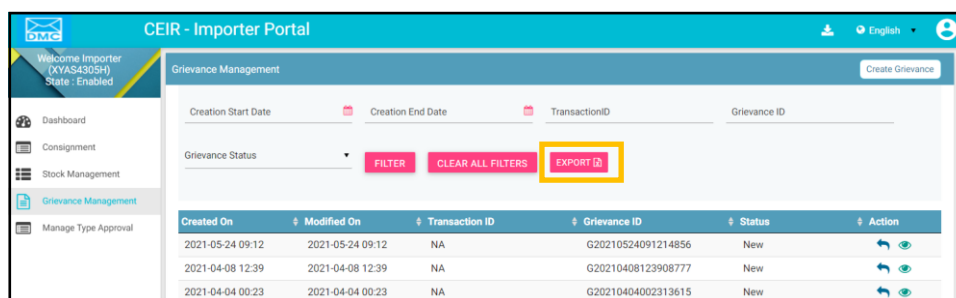 DMC
CEIR - Importer Portal
English
Welcome Importer
(XYAS4305H)
State : Enabled
Grievance Management
Create Grievance
Creation Start Date
Creation End Date
TransactionID
Grievance ID
Dashboard
Consignment
Stock Management
Grievance Management
Manage Type Approval
Grievance Status
FILTER
CLEAR ALL FILTERS
EXPORT
Created On Modified On Transaction ID Grievance ID Status Action
2021-05-24 09:12 2021-05-24 09:12 NA G20210524091214856 New
2021-04-08 12:39 2021-04-08 12:39 NA G20210408123908777 New
2021-04-04 00:23 2021-04-04 00:23 NA G20210404002313615 New